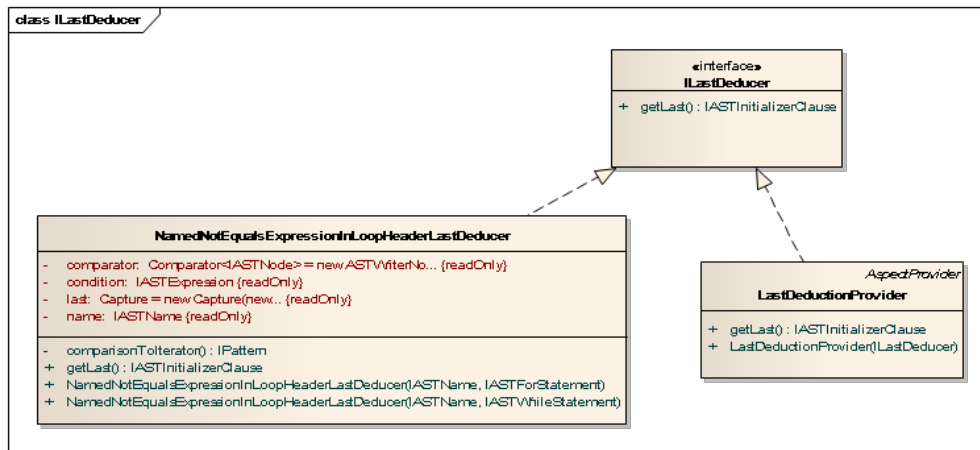 class ILastDeducer
«interface»
ILastDeducer
+ getLast() : IASTInitializerClause
NamedNotEqualsExpressionInLoopHeaderLastDeducer
- comparator: Comparator<IASTNode> = new ASTWriterNo... {readOnly}
- condition: IASTExpression {readOnly}
- last: Capture = new Capture(new... {readOnly}
- name: IASTName {readOnly}
- comparisonToIterator() : IPattern
+ getLast() : IASTInitializerClause
+ NamedNotEqualsExpressionInLoopHeaderLastDeducer(IASTName, IASTForStatement)
+ NamedNotEqualsExpressionInLoopHeaderLastDeducer(IASTName, IASTWhileStatement)
AspectProvider
LastDeductionProvider
+ getLast() : IASTInitializerClause
+ LastDeductionProvider(ILastDeducer)